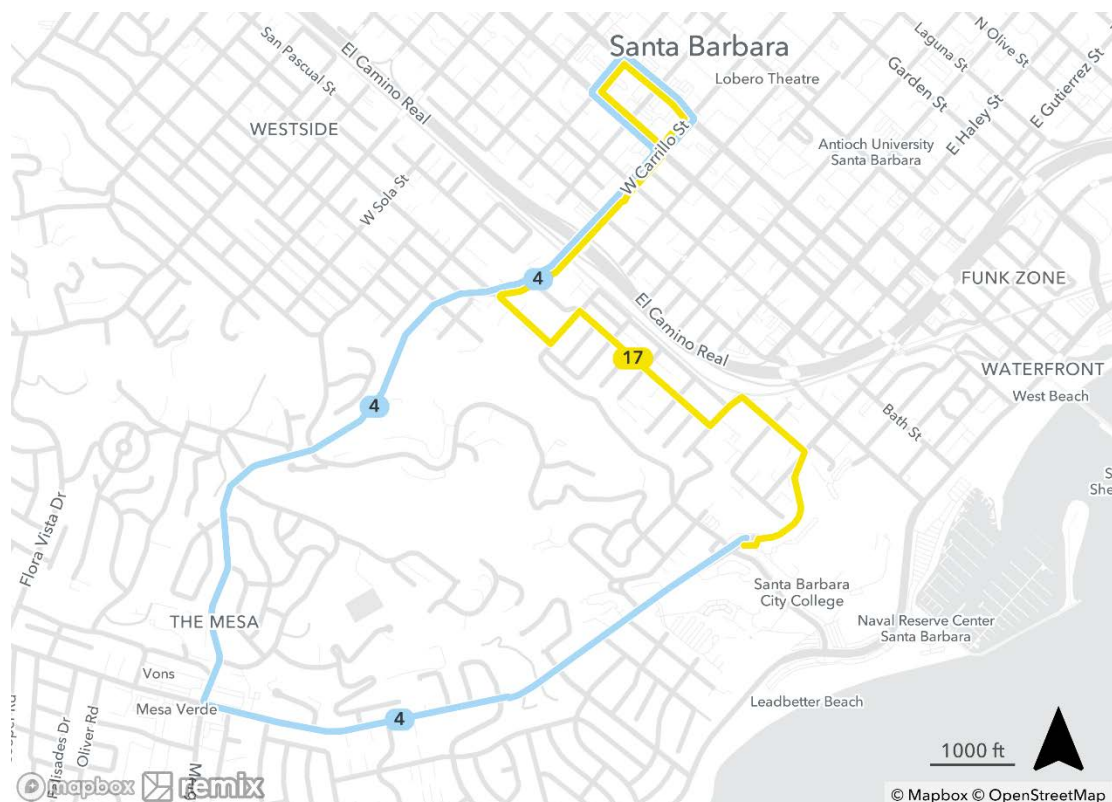 N Olive St
Laguna St
Garden St
E Gutierrez St
E Haley St
Santa Barbara
Lobero Theatre
El Camino Real
San Pascual St
WESTSIDE
Antioch University
Santa Barbara
W Carrillo St
W Sola St
4
FUNK ZONE
El Camino Real
17
WATERFRONT
West Beach
Bath St
4
Flora Vista Dr
Santa Barbara
City College
THE MESA
Naval Reserve Center
Santa Barbara
Vons
Leadbetter Beach
Mesa Verde
4
Oliver Rd
Palisades Dr
1000 ft
mapbox remix
© Mapbox © OpenStreetMap